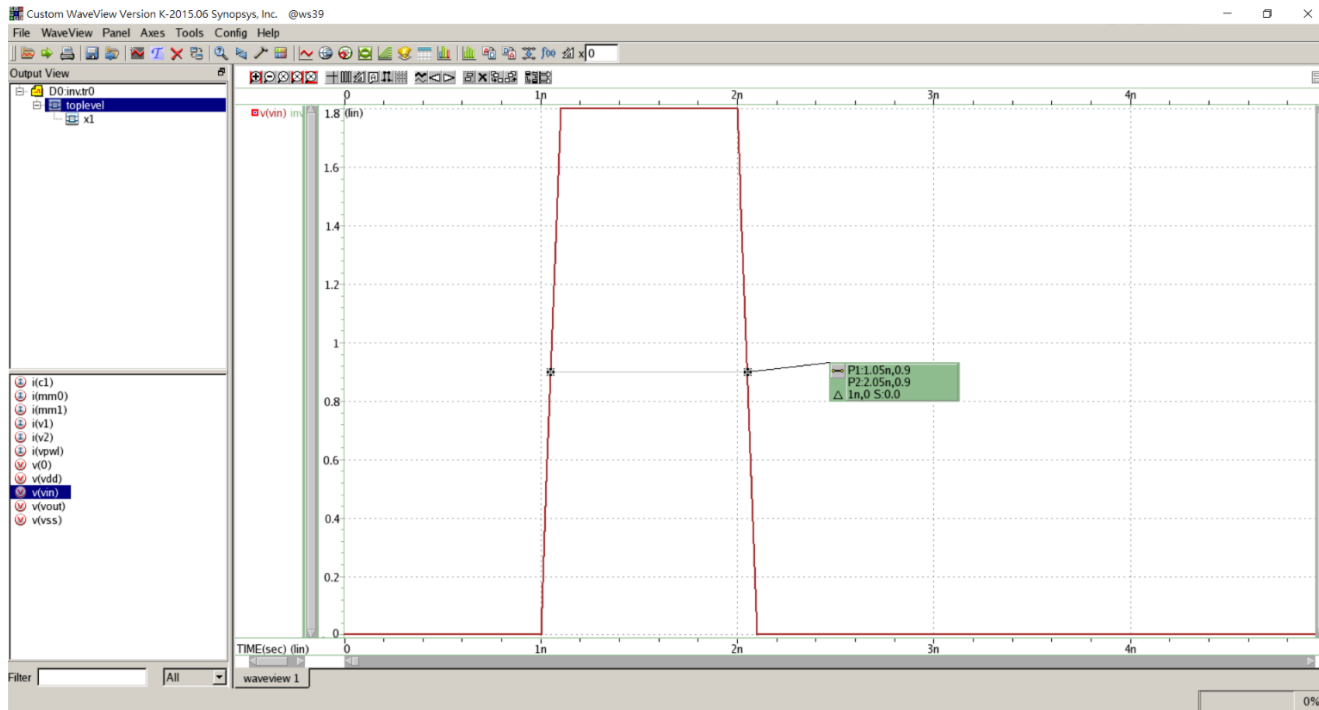 Custom WaveView Version K-2015.06 Synopsys, Inc. @ws39
File WaveView Panel Axes Tools Config Help
x 0
Output View
D0:inv.tr0
toplevel
x1
0 1n 2n 3n 4n
v(vin) inv
1.8 (lin)
1.6
1.4
1.2
1
0.8
0.6
0.4
0.2
0
P1:1.05n,0.9
P2:2.05n,0.9
1n,0 S:0.0
i(c1)
i(mm0)
i(mm1)
i(v1)
i(v2)
i(vpwl)
v(0)
v(vdd)
v(vin)
v(vout)
v(vss)
TIME(sec) (lin) 0 1n 2n 3n 4n
Filter All
waveview 1
0%